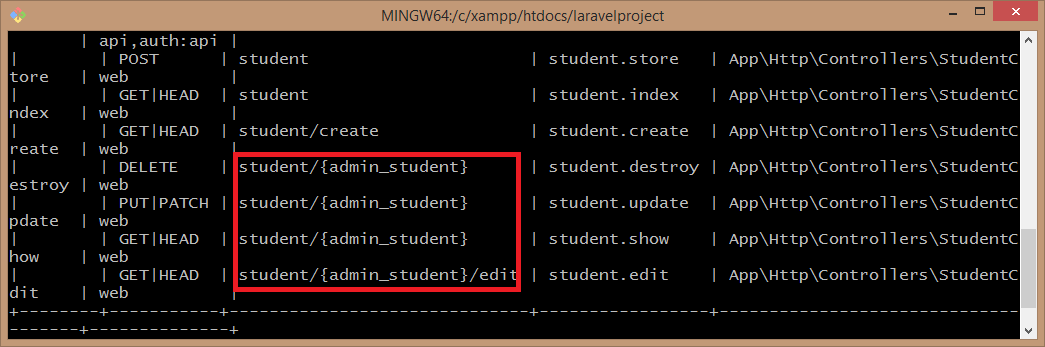 MINGW64:/c/xampp/htdocs/laravelproject
| api,auth:api |
| | POST | student | student.store | App\Http\Controllers\StudentC
tore | web |
| | GET|HEAD | student | student.index | App\Http\Controllers\StudentC
ndex | web |
| | GET|HEAD | student/create | student.create | App\Http\Controllers\StudentC
reate | web |
| | DELETE | student/{admin_student} | student.destroy | App\Http\Controllers\StudentC
estroy | web |
| | PUT|PATCH | student/{admin_student} | student.update | App\Http\Controllers\StudentC
pdate | web |
| | GET|HEAD | student/{admin_student} | student.show | App\Http\Controllers\StudentC
how | web |
| | GET|HEAD | student/{admin_student}/edit | student.edit | App\Http\Controllers\StudentC
dit | web |
+--------+-----------+------------------------------+-----------------+------------------------------
-------+--------------+